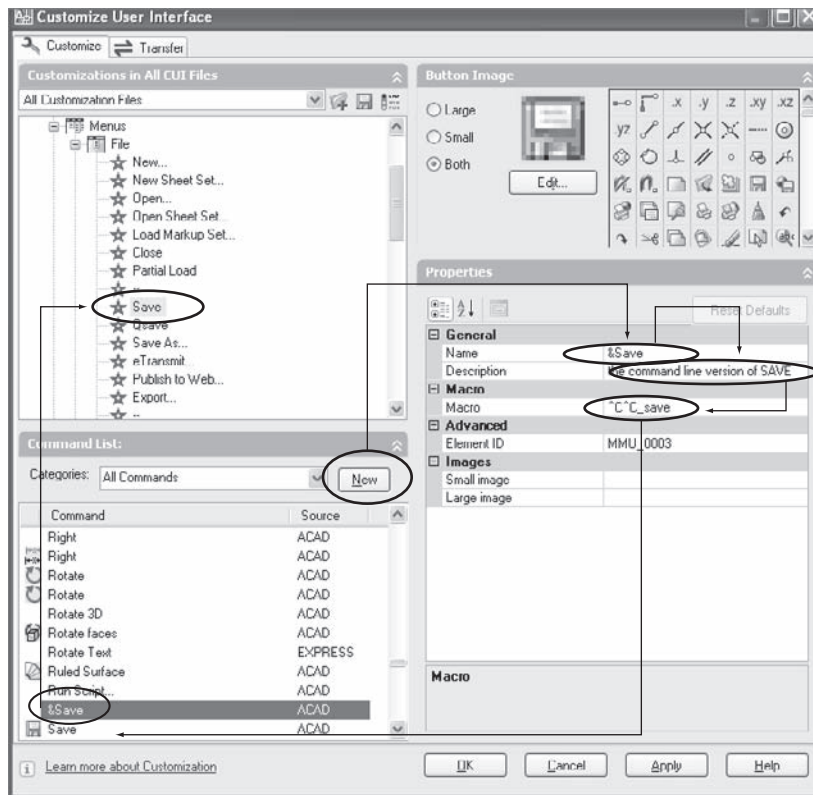 Customize User Interface
Customize Transfer
Customizations in All CUI Files
All Customization Files
Menus
File
New...
New Sheet Set...
Open...
Open Sheet Set...
Load Markup Set...
Close
Partial Load
--
Save
Qsave
Save As...
eTransmit...
Publish to Web...
Export...
--
Command List:
Categories: All Commands New
Command Source
Right ACAD
Right ACAD
Rotate ACAD
Rotate ACAD
Rotate 3D ACAD
Rotate faces ACAD
Rotate Text EXPRESS
Ruled Surface ACAD
Run Script... ACAD
&Save ACAD
Save ACAD
Button Image
Large
Small
Both
Edit...
.x .y .z .xy .xz
.yz
Properties
Reset Defaults
General
Name &Save
Description the command line version of SAVE
Macro
Macro ^C^C_save
Advanced
Element ID MMU_0003
Images
Small image
Large image
Macro
Learn more about Customization
OK Cancel Apply Help